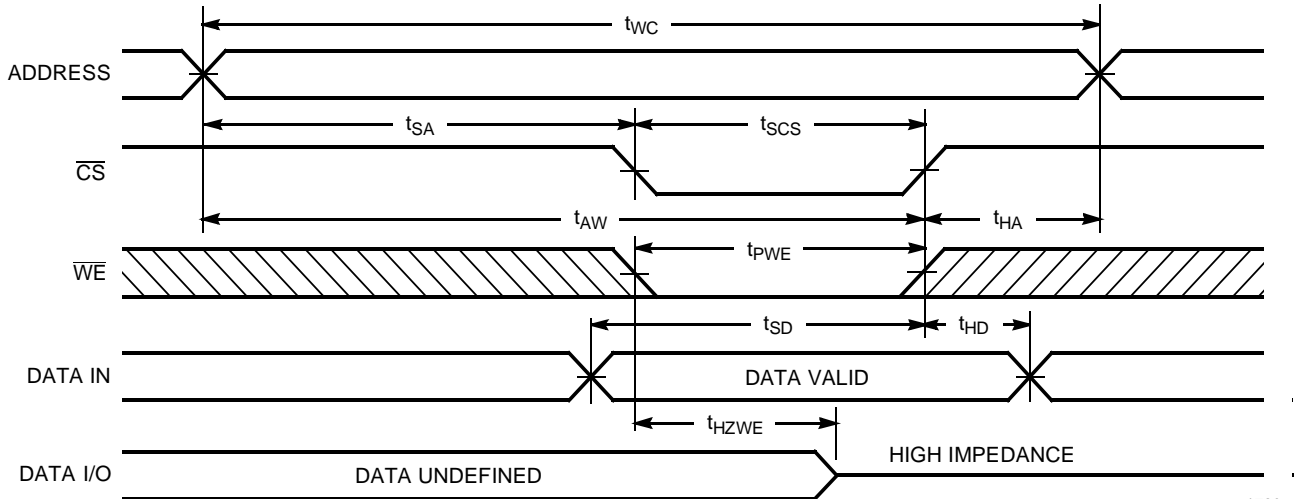 tWC
ADDRESS
tSA tSCS
CS
tAW tHA
WE tPWE
tSD tHD
DATA IN DATA VALID
tHZWE
DATA I/O DATA UNDEFINED HIGH IMPEDANCE